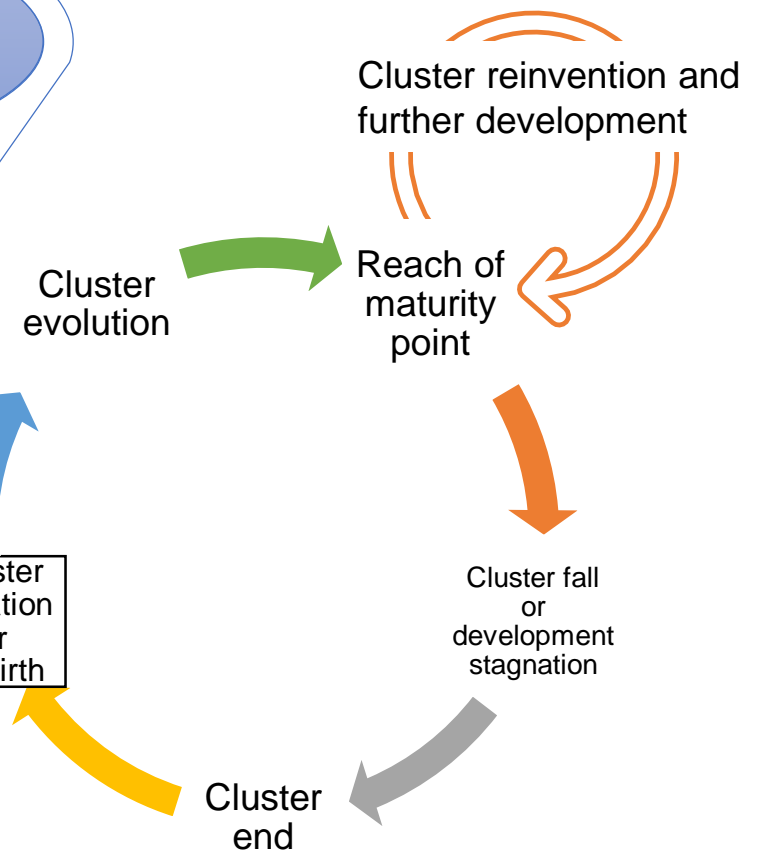 Cluster reinvention and
further development
Cluster
evolution
Reach of
maturity
point
Cluster fall
or
development
stagnation
Cluster
end